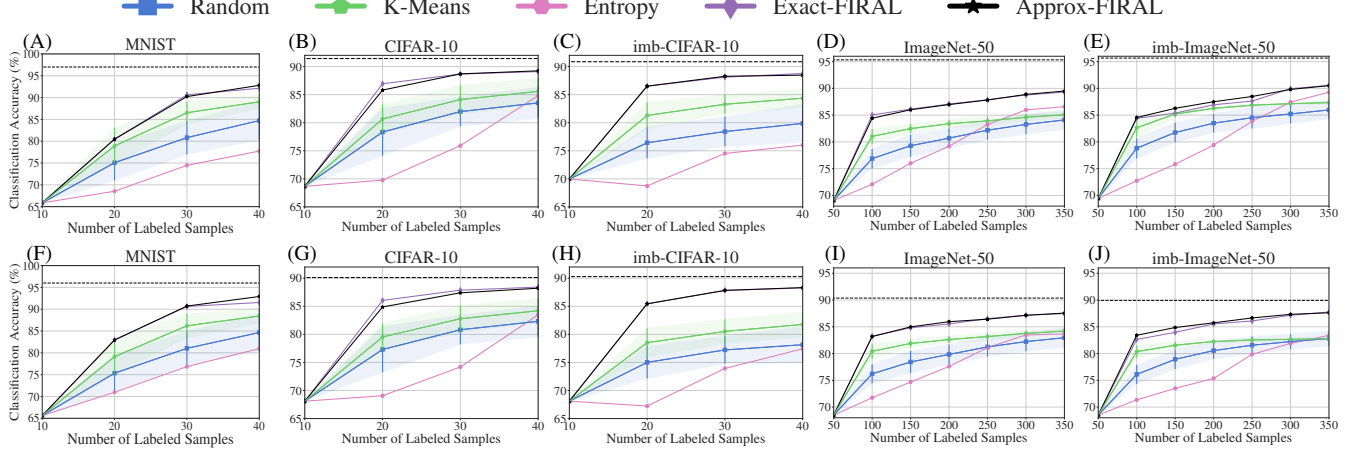 Random K-Means Entropy Exact-FIRAL Approx-FIRAL
(A) MNIST
Classification Accuracy (%)
100
95
90
85
80
75
70
65
10 20 30 40
Number of Labeled Samples
(B) CIFAR-10
90
85
80
75
70
65
10 20 30 40
Number of Labeled Samples
(C) imb-CIFAR-10
90
85
80
75
70
65
10 20 30 40
Number of Labeled Samples
(D) ImageNet-50
95
90
85
80
75
70
50 100 150 200 250 300 350
Number of Labeled Samples
(E) imb-ImageNet-50
95
90
85
80
75
70
50 100 150 200 250 300 350
Number of Labeled Samples
(F) MNIST
Classification Accuracy (%)
100
95
90
85
80
75
70
65
10 20 30 40
Number of Labeled Samples
(G) CIFAR-10
90
85
80
75
70
65
10 20 30 40
Number of Labeled Samples
(H) imb-CIFAR-10
90
85
80
75
70
65
10 20 30 40
Number of Labeled Samples
(I) ImageNet-50
95
90
85
80
75
70
50 100 150 200 250 300 350
Number of Labeled Samples
(J) imb-ImageNet-50
95
90
85
80
75
70
50 100 150 200 250 300 350
Number of Labeled Samples